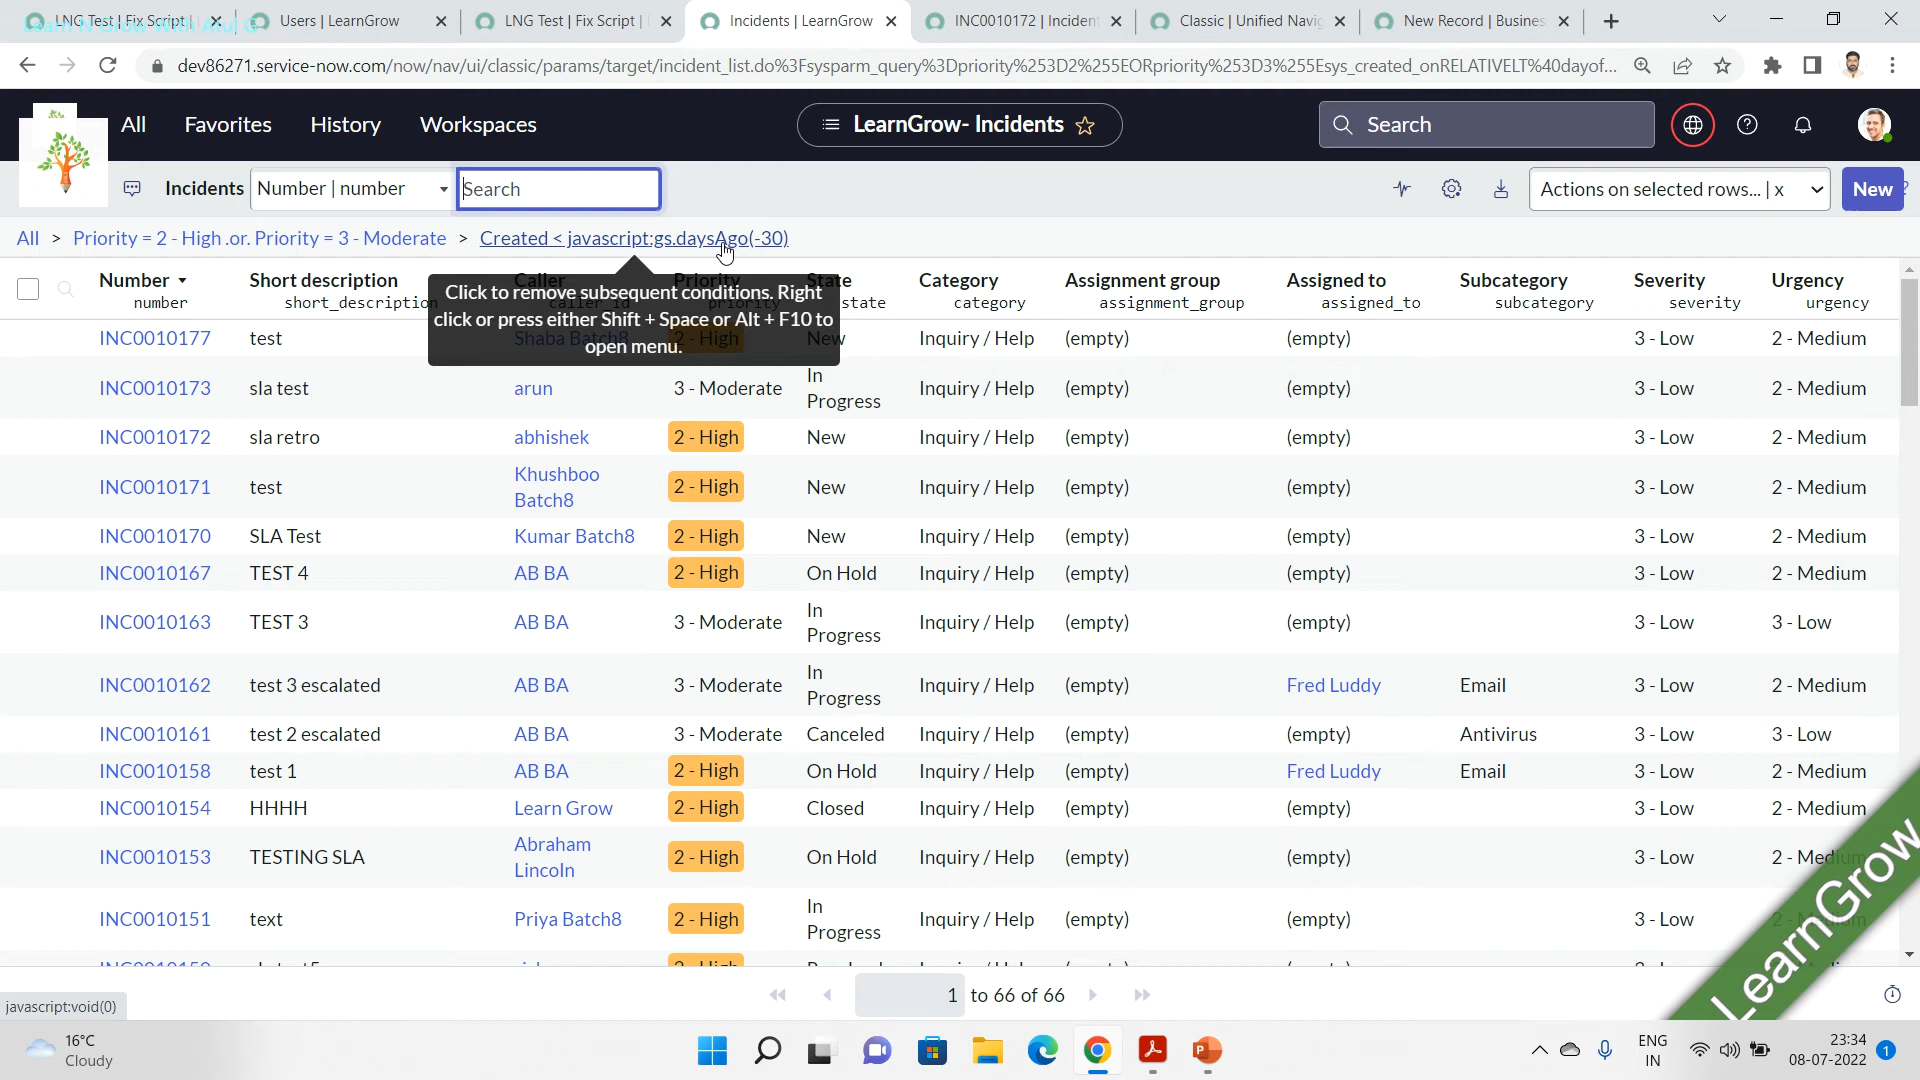 LNG Test | Fix Script |
Users | LearnGrow
LNG Test | Fix Script |
Incidents | LearnGrow
INC0010172 | Incident
Classic | Unified Navig
New Record | Busines
Learn N Grow With Atul G
dev86271.service-now.com/now/nav/ui/classic/params/target/incident_list.do%3Fsysparm_query%3Dpriority%253D2%255EORpriority%253D3%255Esys_created_onRELATIVELT%40dayof...
All Favorites History Workspaces
LearnGrow- Incidents
Search
Incidents Number | number Search
Actions on selected rows... | x New
All > Priority = 2 - High .or. Priority = 3 - Moderate > Created < javascript:gs.daysAgo(-30)
Click to remove subsequent conditions. Right
click or press either Shift + Space or Alt + F10 to
open menu.
Number Short description Caller Priority State Category Assignment group Assigned to Subcategory Severity Urgency
number short_description caller_id priority state category assignment_group assigned_to subcategory severity urgency
INC0010177 test Shaba Batch8 2 - High New Inquiry / Help (empty) (empty) 3 - Low 2 - Medium
INC0010173 sla test arun 3 - Moderate In Progress Inquiry / Help (empty) (empty) 3 - Low 2 - Medium
INC0010172 sla retro abhishek 2 - High New Inquiry / Help (empty) (empty) 3 - Low 2 - Medium
INC0010171 test Khushboo Batch8 2 - High New Inquiry / Help (empty) (empty) 3 - Low 2 - Medium
INC0010170 SLA Test Kumar Batch8 2 - High New Inquiry / Help (empty) (empty) 3 - Low 2 - Medium
INC0010167 TEST 4 AB BA 2 - High On Hold Inquiry / Help (empty) (empty) 3 - Low 2 - Medium
INC0010163 TEST 3 AB BA 3 - Moderate In Progress Inquiry / Help (empty) (empty) 3 - Low 3 - Low
INC0010162 test 3 escalated AB BA 3 - Moderate In Progress Inquiry / Help (empty) Fred Luddy Email 3 - Low 2 - Medium
INC0010161 test 2 escalated AB BA 3 - Moderate Canceled Inquiry / Help (empty) (empty) Antivirus 3 - Low 3 - Low
INC0010158 test 1 AB BA 2 - High On Hold Inquiry / Help (empty) Fred Luddy Email 3 - Low 2 - Medium
INC0010154 HHHH Learn Grow 2 - High Closed Inquiry / Help (empty) (empty) 3 - Low 2 - Medium
INC0010153 TESTING SLA Abraham Lincoln 2 - High On Hold Inquiry / Help (empty) (empty) 3 - Low 2 - Medium
INC0010151 text Priya Batch8 2 - High In Progress Inquiry / Help (empty) (empty) 3 - Low 2 - Medium
LearnGrow
1 to 66 of 66
javascript:void(0)
16°C
Cloudy
ENG
IN
23:34
08-07-2022
1